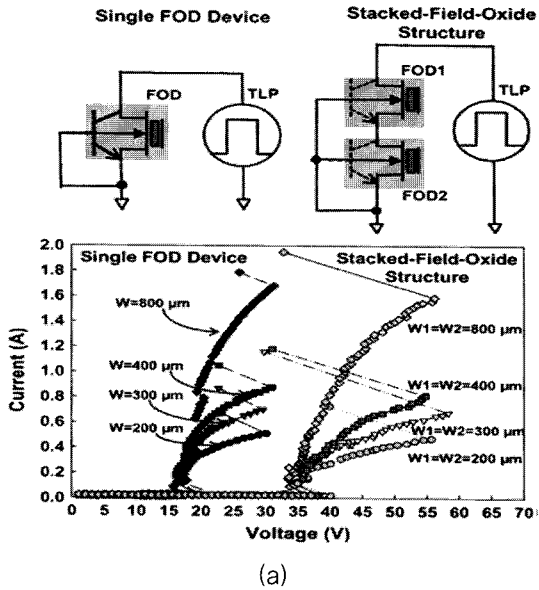 Single FOD Device
Stacked-Field-Oxide
Structure
FOD
TLP
FOD1
TLP
FOD2
2.0
1.8
1.6
1.4
1.2
1.0
0.8
0.6
0.4
0.2
0.0
Current (A)
Single FOD Device
Stacked-Field-Oxide
Structure
W=800 μm
W=400 μm
W=300 μm
W=200 μm
W1=W2=800 μm
W1=W2=400 μm
W1=W2=300 μm
W1=W2=200 μm
0 5 10 15 20 25 30 35 40 45 50 55 60 65 70
Voltage (V)
(a)